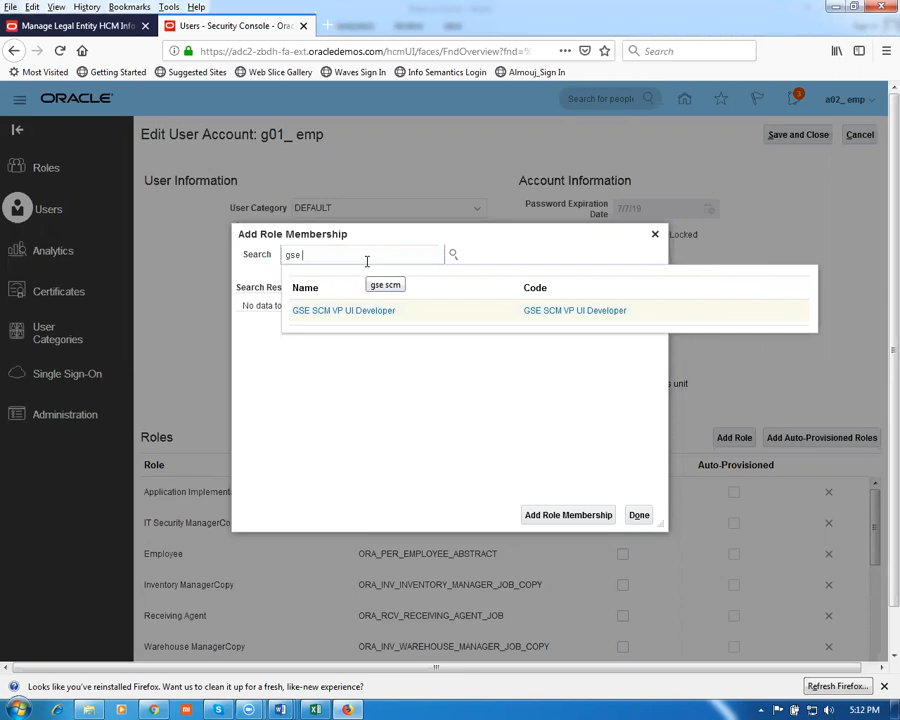 File Edit View History Bookmarks Tools Help
Manage Legal Entity HCM Info
Users - Security Console - Orac
https://adc2-zbdh-fa-ext.oracledemos.com/hcmUI/faces/FndOverview?fnd=%
Search
Most Visited Getting Started Suggested Sites Web Slice Gallery Waves Sign In Info Semantics Login Almouj_Sign In
ORACLE
Search for people
3
a02_ emp
Edit User Account: g01_ emp
Save and Close
Cancel
Roles
Users
Analytics
Certificates
User
Categories
Single Sign-On
Administration
User Information
Account Information
User Category DEFAULT
Password Expiration
Date
7/7/19
Locked
Add Role Membership
Search gse
gse scm
Search Res
No data to
Name Code
GSE SCM VP UI Developer GSE SCM VP UI Developer
s unit
Roles
Add Role
Add Auto-Provisioned Roles
Role
Auto-Provisioned
Add Role Membership
Done
Application Implementa
IT Security ManagerCopy
Employee ORA_PER_EMPLOYEE_ABSTRACT
Inventory ManagerCopy ORA_INV_INVENTORY_MANAGER_JOB_COPY
Receiving Agent ORA_RCV_RECEIVING_AGENT_JOB
Warehouse ManagerCopy ORA_INV_WAREHOUSE_MANAGER_JOB_COPY
Looks like you've reinstalled Firefox. Want us to clean it up for a fresh, like-new experience?
Refresh Firefox...
5:12 PM